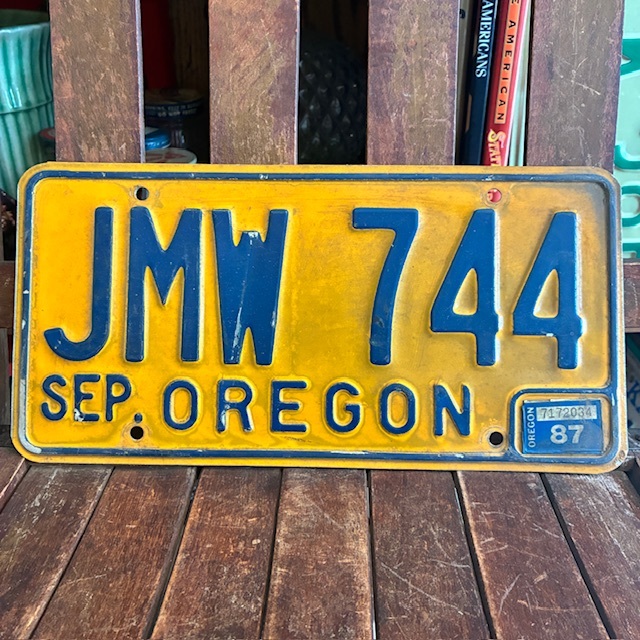 AMERICANS
E AMERICAN
JMW 744
SEP. OREGON
OREGON
7172034
87